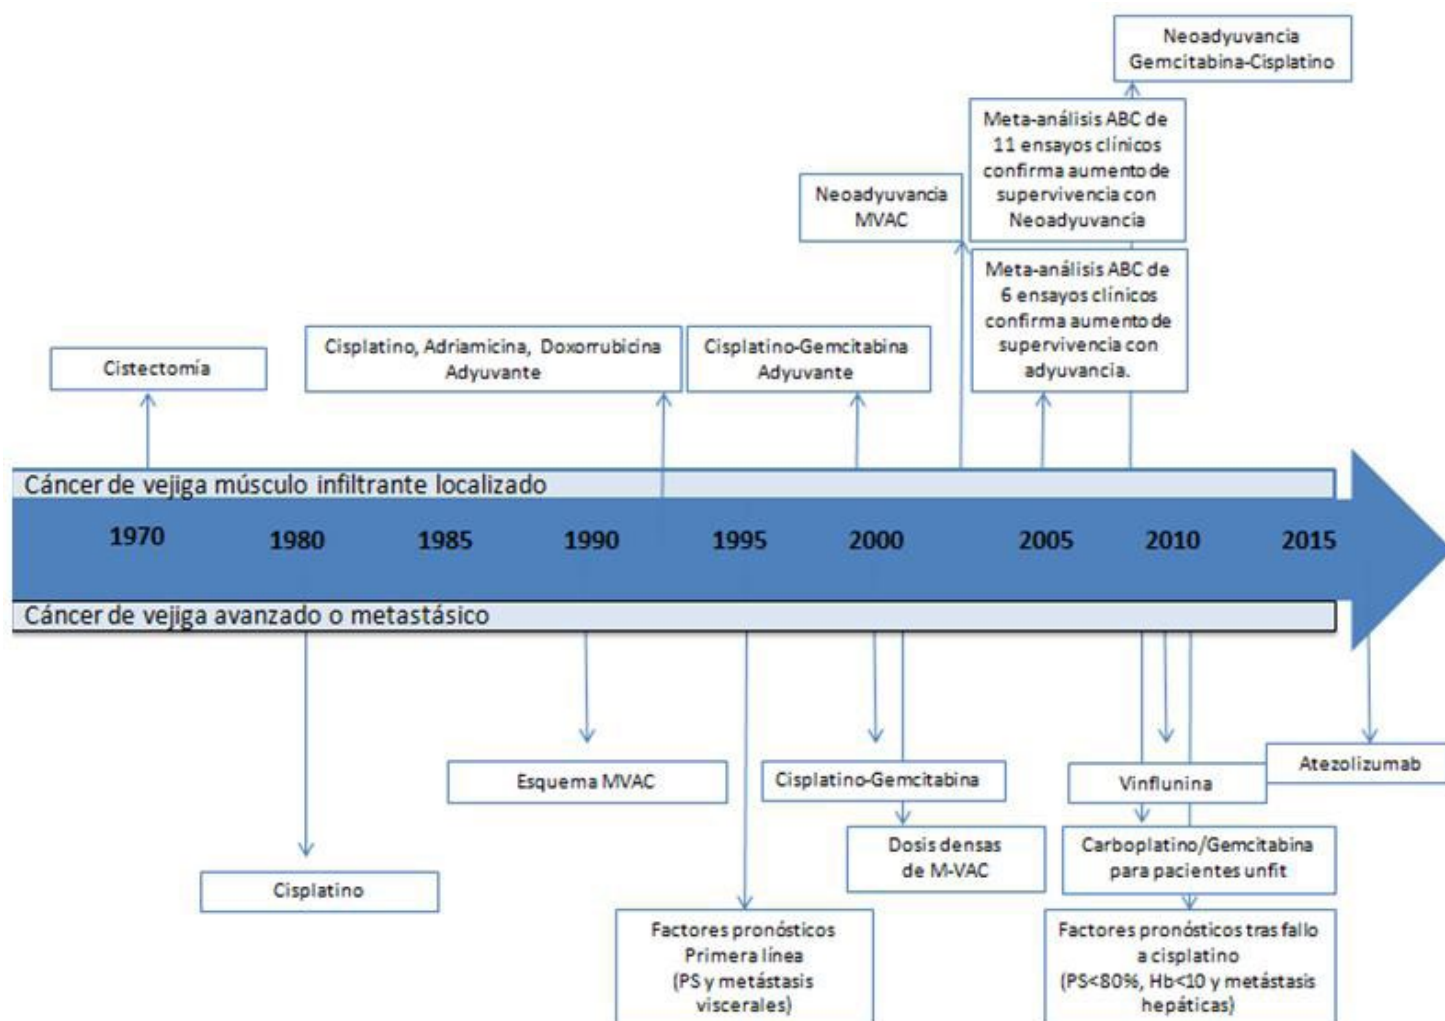 Neoadyuvancia
Gemcitabina-Cisplatino
Meta-análisis ABC de
11 ensayos clínicos
confirma aumento de
supervivencia con
Neoadyuvancia
Neoadyuvancia
MVAC
Meta-análisis ABC de
6 ensayos clínicos
confirma aumento de
supervivencia con
adyuvancia.
Cistectomía
Cisplatino, Adriamicina, Doxorrubicina
Adyuvante
Cisplatino-Gemcitabina
Adyuvante
Cáncer de vejiga músculo infiltrante localizado
1970 1980 1985 1990 1995 2000 2005 2010 2015
Cáncer de vejiga avanzado o metastásico
Esquema MVAC
Cisplatino-Gemcitabina
Vinflunina
Atezolizumab
Cisplatino
Dosis densas
de M-VAC
Carboplatino/Gemcitabina
para pacientes unfit
Factores pronósticos
Primera línea
(PS y metástasis
viscerales)
Factores pronósticos tras fallo
a cisplatino
(PS<80%, Hb<10 y metástasis
hepáticas)